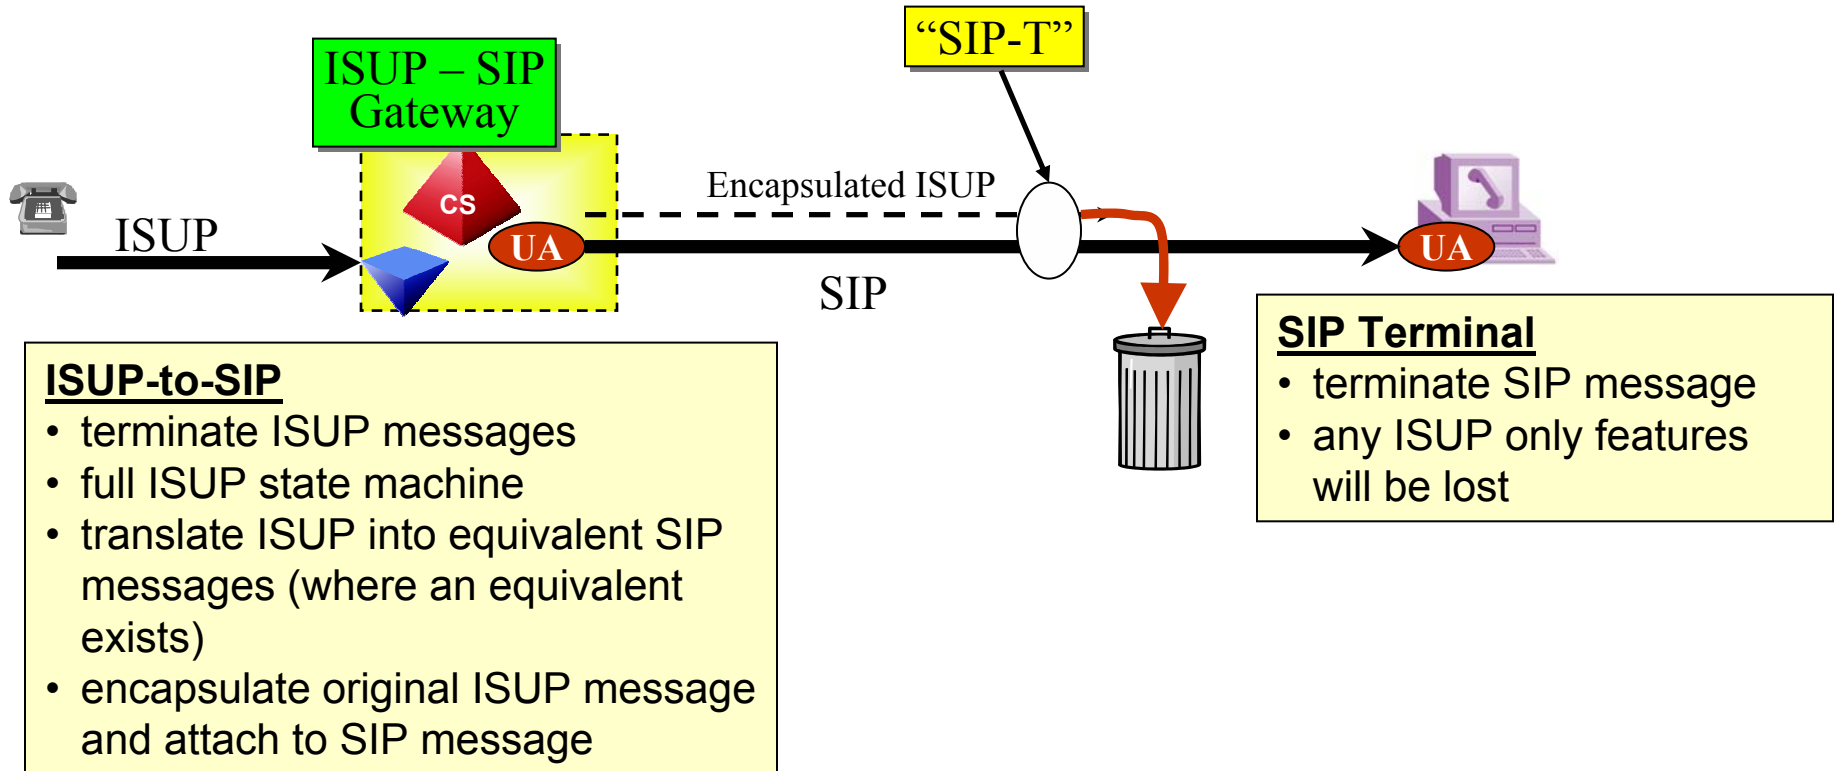 “SIP-T”
ISUP – SIP
Gateway
CS
UA
Encapsulated ISUP
ISUP
SIP
UA
ISUP-to-SIP
• terminate ISUP messages
• full ISUP state machine
• translate ISUP into equivalent SIP
messages (where an equivalent
exists)
• encapsulate original ISUP message
and attach to SIP message
SIP Terminal
• terminate SIP message
• any ISUP only features
will be lost